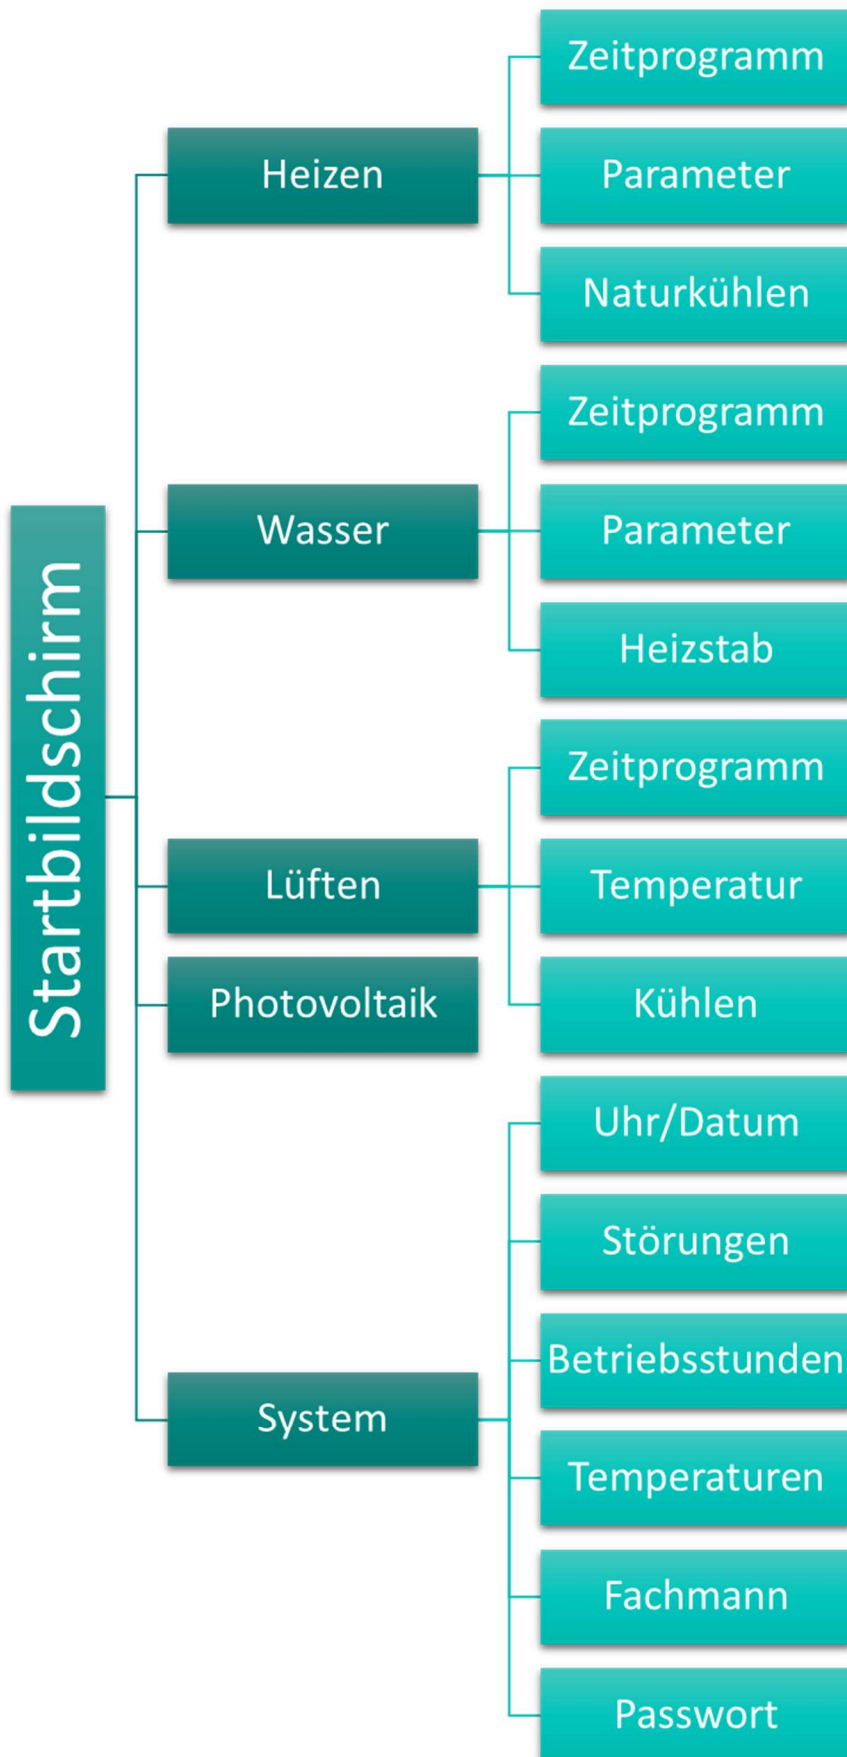 Startbildschirm
Heizen
Zeitprogramm
Parameter
Naturkühlen
Wasser
Zeitprogramm
Parameter
Heizstab
Lüften
Zeitprogramm
Temperatur
Kühlen
Photovoltaik
System
Uhr/Datum
Störungen
Betriebsstunden
Temperaturen
Fachmann
Passwort